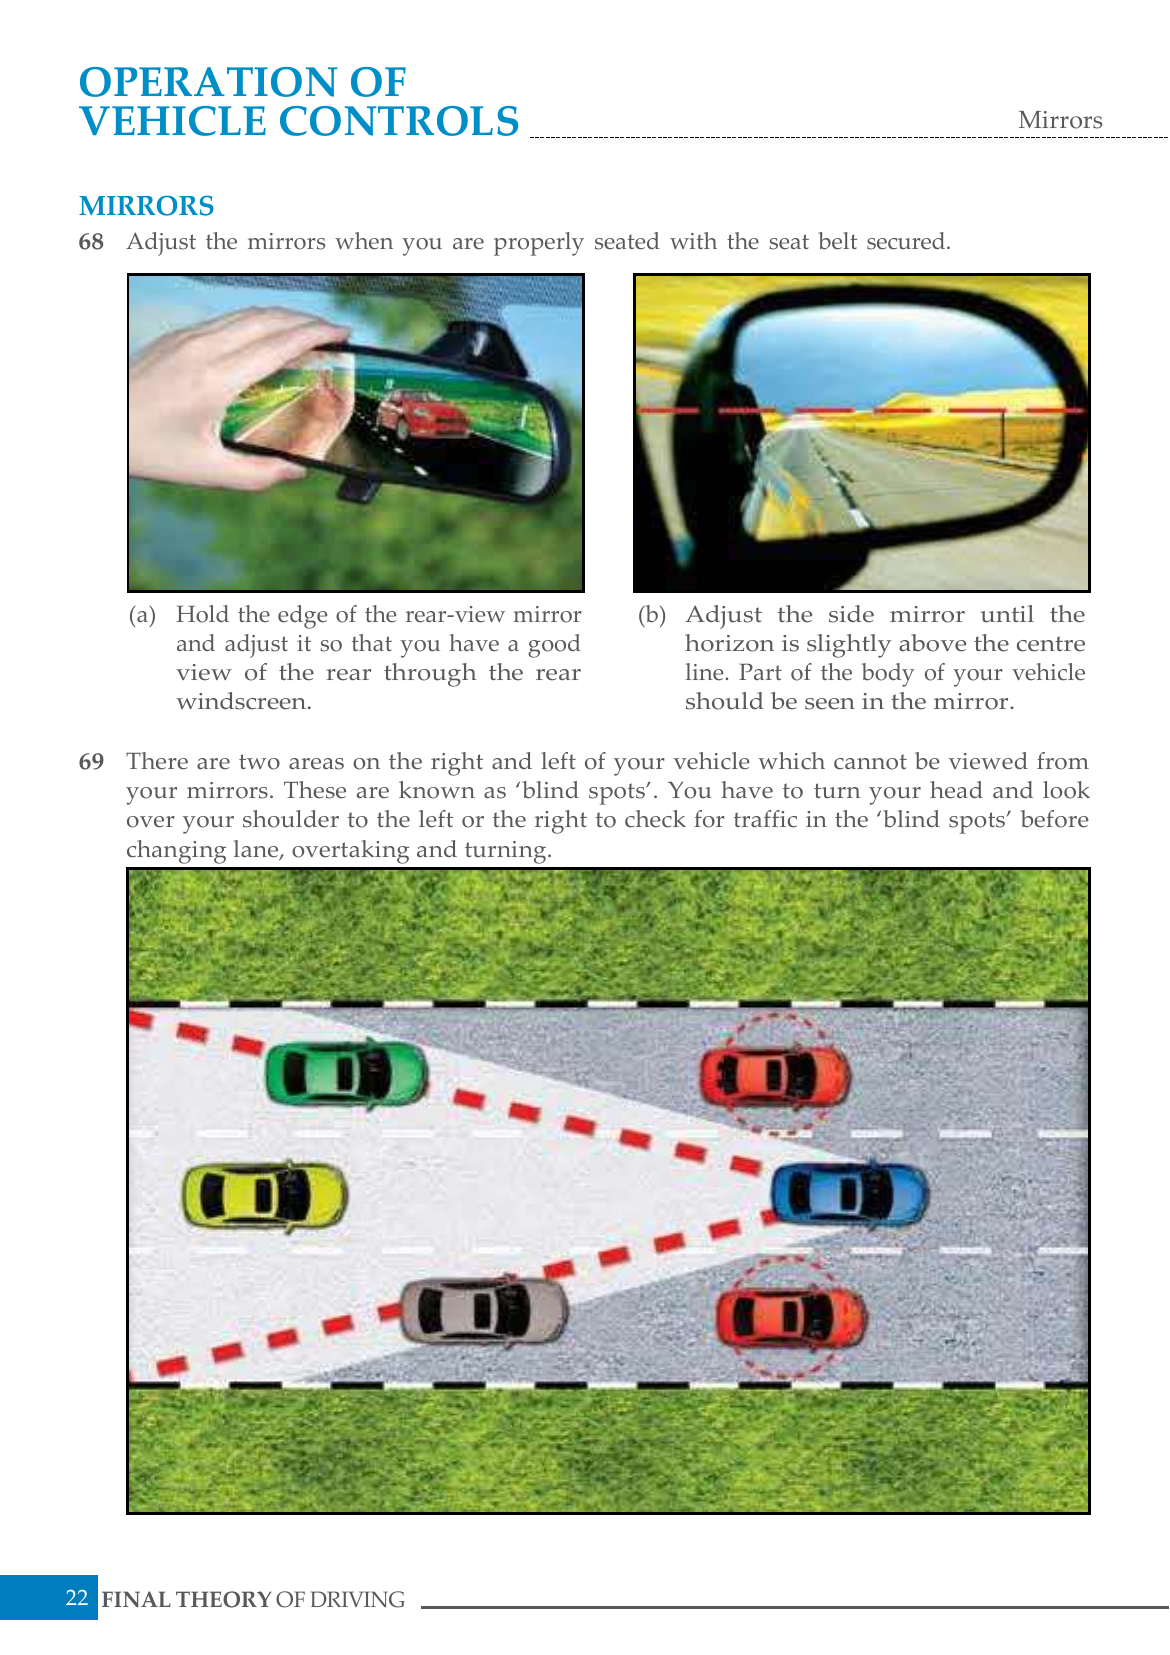 OPERATION OF
VEHICLE CONTROLS
Mirrors
MIRRORS
68 Adjust the mirrors when you are properly seated with the seat belt secured.
(a) Hold the edge of the rear-view mirror
and adjust it so that you have a good
view of the rear through the rear
windscreen.
(b) Adjust the side mirror until the
horizon is slightly above the centre
line. Part of the body of your vehicle
should be seen in the mirror.
69 There are two areas on the right and left of your vehicle which cannot be viewed from
your mirrors. These are known as ‘blind spots’. You have to turn your head and look
over your shoulder to the left or the right to check for traffic in the ‘blind spots’ before
changing lane, overtaking and turning.
22 FINAL THEORY OF DRIVING